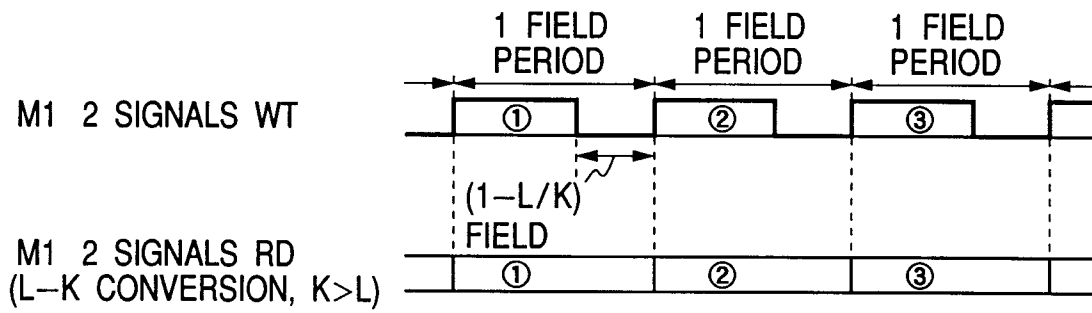 1 FIELD PERIOD
1 FIELD PERIOD
1 FIELD PERIOD
M1 2 SIGNALS WT
① ② ③
(1−L/K)
FIELD
M1 2 SIGNALS RD
(L−K CONVERSION, K>L)
① ② ③